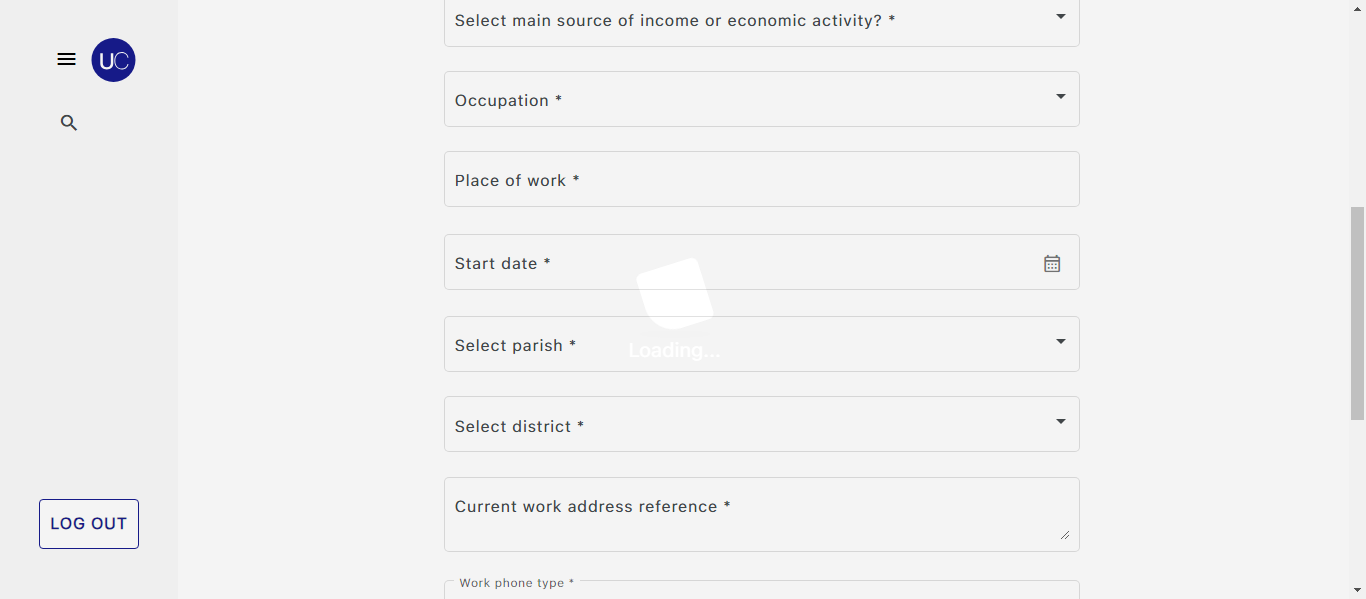 UC
Select main source of income or economic activity? *
Occupation *
Place of work *
Start date *
Loading...
Select parish *
Select district *
Current work address reference *
LOG OUT
Work phone type *